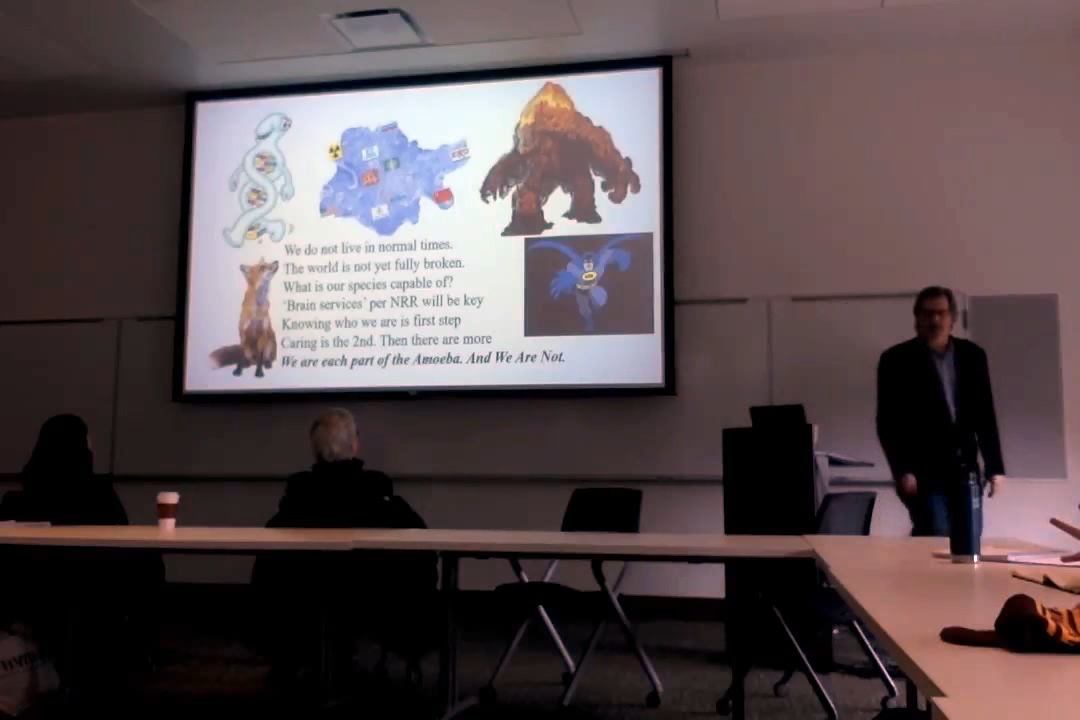 We do not live in normal times.
The world is not yet fully broken.
What is our species capable of?
'Brain services' per NRR will be key
Knowing who we are is first step
Caring is the 2nd. Then there are more
We are each part of the Amoeba. And We Are Not.